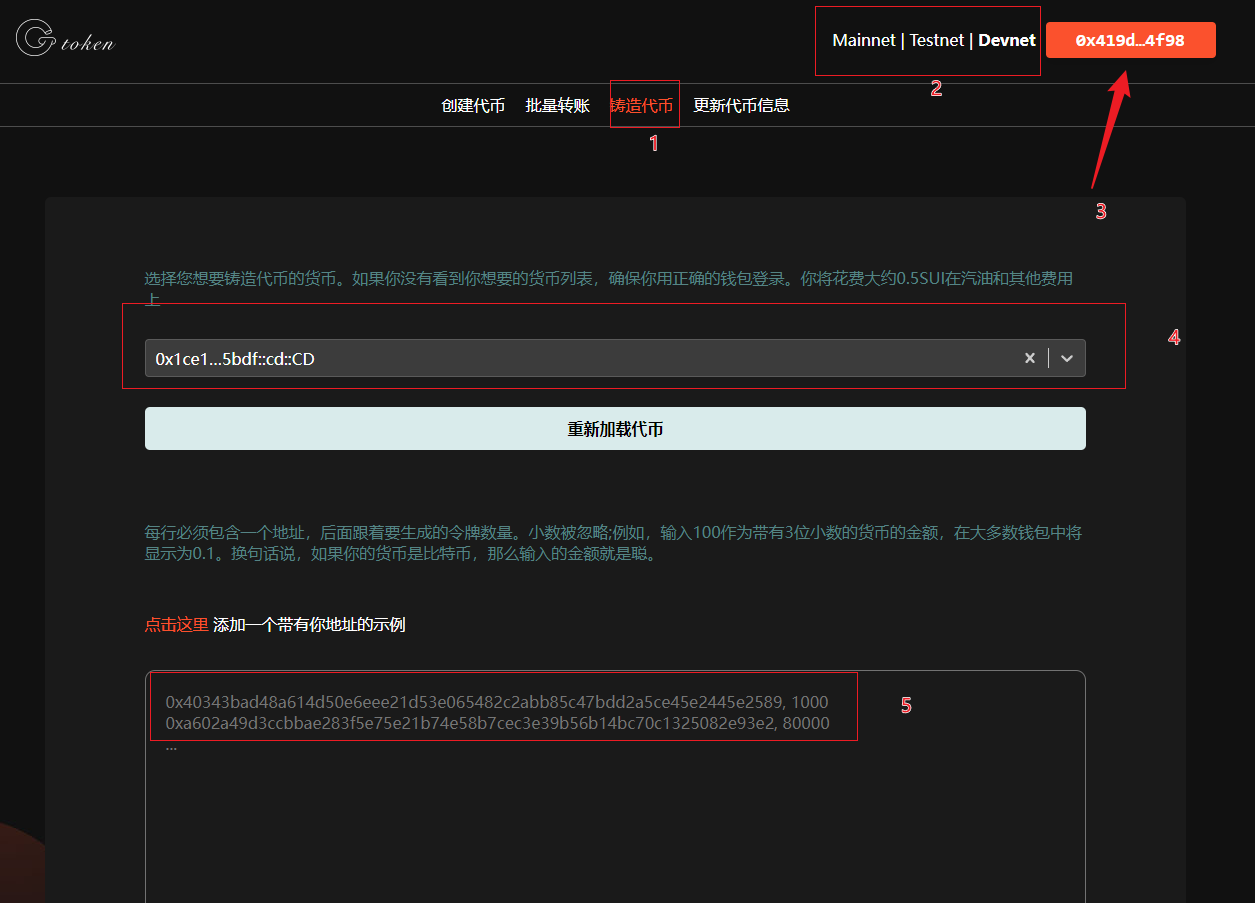 token
Mainnet | Testnet | Devnet
0x419d...4f98
2
创建代币 批量转账 铸造代币 更新代币信息
1
3
选择您想要铸造代币的货币。如果你没有看到你想要的货币列表，确保你用正确的钱包登录。你将花费大约0.5SUI在汽油和其他费用
上
4
0x1ce1...5bdf::cd::CD
重新加载代币
每行必须包含一个地址，后面跟着要生成的令牌数量。小数被忽略;例如，输入100作为带有3位小数的货币的金额，在大多数钱包中将
显示为0.1。换句话说，如果你的货币是比特币，那么输入的金额就是聪。
点击这里 添加一个带有你地址的示例
0x40343bad48a614d50e6eee21d53e065482c2abb85c47bdd2a5ce45e2445e2589, 1000
5
0xa602a49d3ccbbae283f5e75e21b74e58b7cec3e39b56b14bc70c1325082e93e2, 80000
...